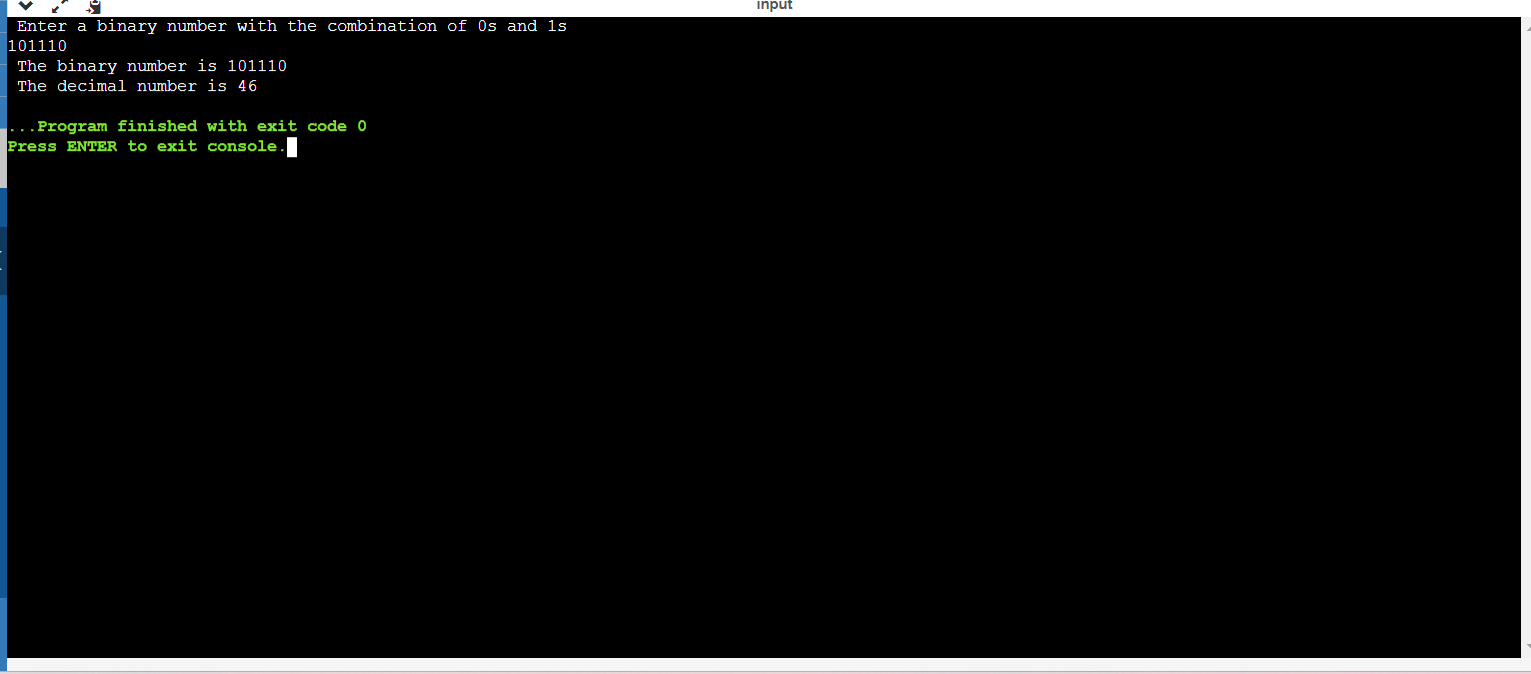 input
Enter a binary number with the combination of 0s and 1s
101110
The binary number is 101110
The decimal number is 46
...Program finished with exit code 0
Press ENTER to exit console.